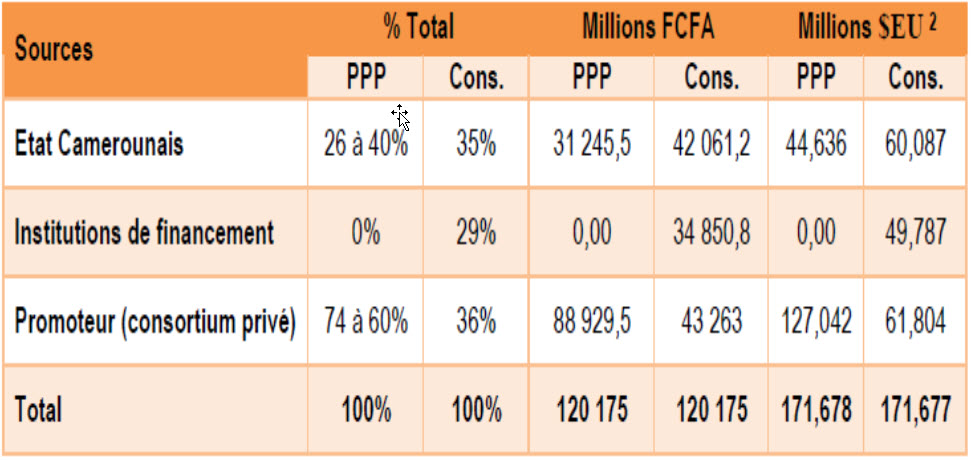 Sources % Total Millions FCFA Millions $EU 2
PPP Cons. PPP Cons. PPP Cons.
Etat Camerounais 26 à 40% 35% 31 245,5 42 061,2 44,636 60,087
Institutions de financement 0% 29% 0,00 34 850,8 0,00 49,787
Promoteur (consortium privé) 74 à 60% 36% 88 929,5 43 263 127,042 61,804
Total 100% 100% 120 175 120 175 171,678 171,677